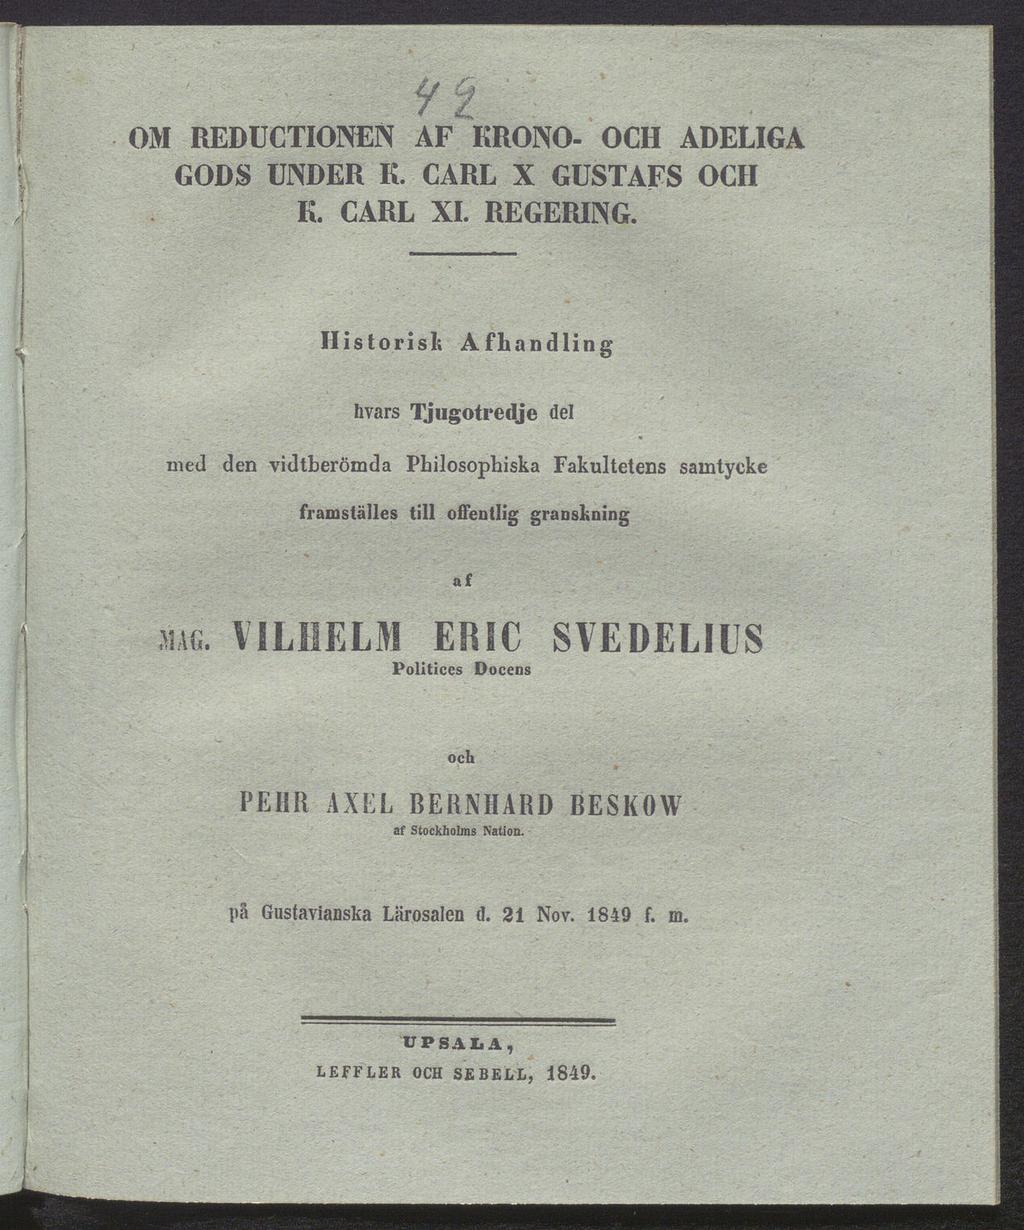 49
OM REDUCTIONEN AF KRONO- OCH ADELIGA
GODS UNDER K. CARL X GUSTAFS OCH
K. CARL XI. REGERING.
Historisk Afhandling
hvars Tjugotredje del
med den vidtberömda Philosophiska Fakultetens samtycke
framställes till offentlig granskning
af
MAG. VILHELM ERIC SVEDELIUS
Politices Docens
och
PEHR AXEL BERNHARD BESKOW
af Stockholms Nation.
på Gustavianska Lärosalen d. 21 Nov. 1849 f. m.
UPSALA,
LEFFLER OCH SEBELL, 1849.